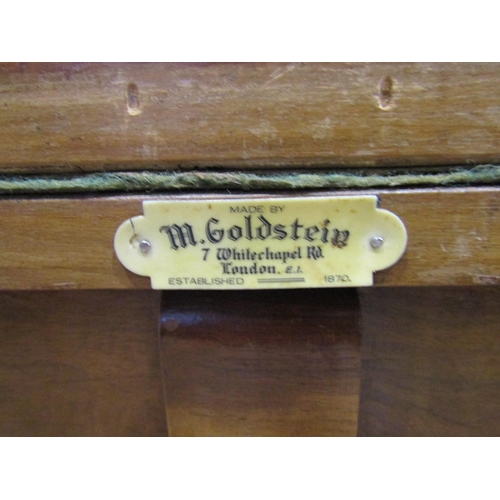 MADE BY
M. Goldstein
7 Whitechapel Rd.
London. E.1.
ESTABLISHED 1870.